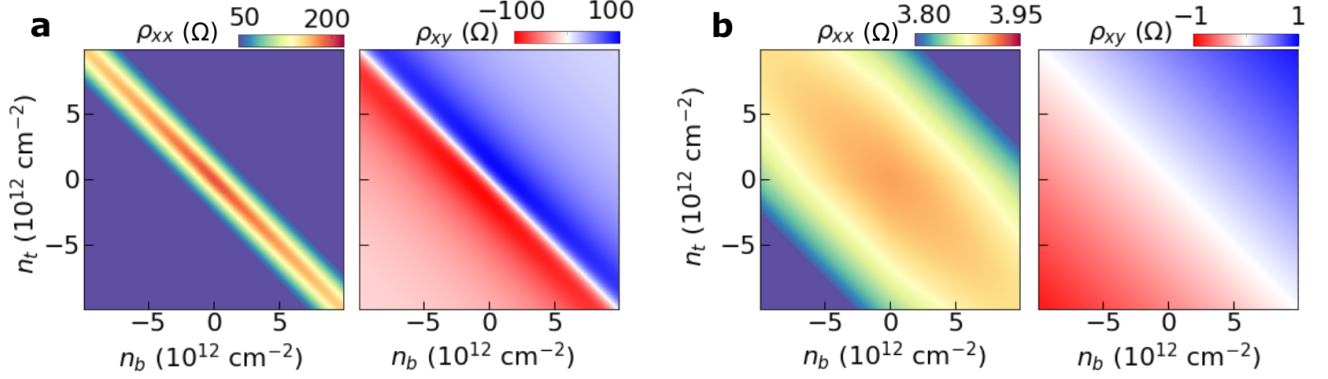 a
ρxx (Ω) 50 200
ρxy (Ω) −100 100
nt (10¹² cm⁻²)
5
0
−5
−5 0 5
nb (10¹² cm⁻²)
−5 0 5
nb (10¹² cm⁻²)
b
ρxx (Ω) 3.80 3.95
ρxy (Ω) −1 1
nt (10¹² cm⁻²)
5
0
−5
−5 0 5
nb (10¹² cm⁻²)
−5 0 5
nb (10¹² cm⁻²)